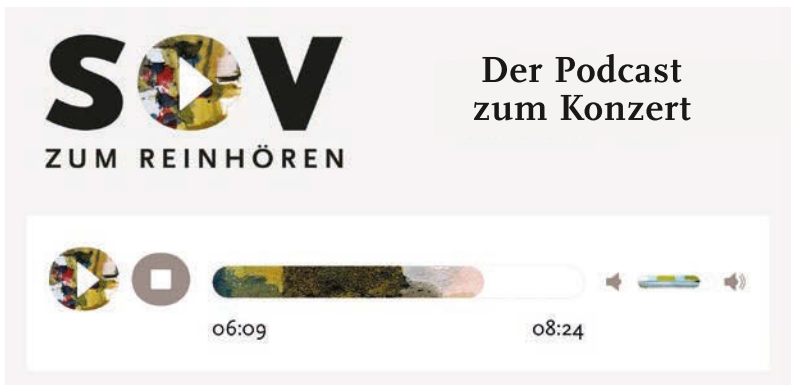 SOV
ZUM REINHÖREN
Der Podcast
zum Konzert
06:09
08:24